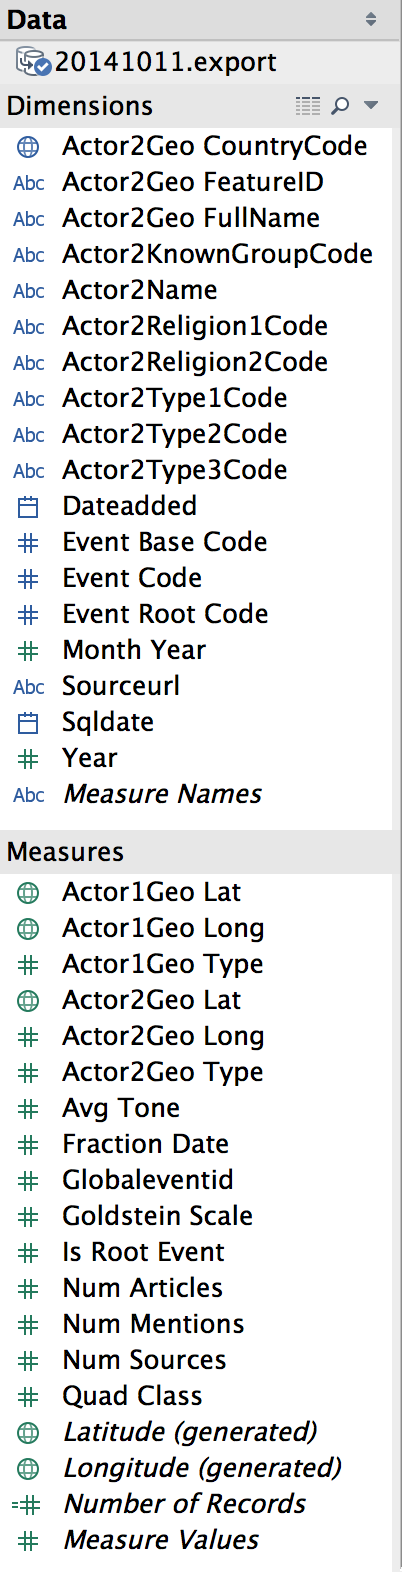 Data
20141011.export
Dimensions
Actor2Geo CountryCode
Abc Actor2Geo FeatureID
Abc Actor2Geo FullName
Abc Actor2KnownGroupCode
Abc Actor2Name
Abc Actor2Religion1Code
Abc Actor2Religion2Code
Abc Actor2Type1Code
Abc Actor2Type2Code
Abc Actor2Type3Code
Dateadded
# Event Base Code
# Event Code
# Event Root Code
# Month Year
Abc Sourceurl
Sqldate
# Year
Abc Measure Names
Measures
Actor1Geo Lat
Actor1Geo Long
# Actor1Geo Type
Actor2Geo Lat
# Actor2Geo Long
# Actor2Geo Type
# Avg Tone
# Fraction Date
# Globaleventid
# Goldstein Scale
# Is Root Event
# Num Articles
# Num Mentions
# Num Sources
# Quad Class
Latitude (generated)
Longitude (generated)
=# Number of Records
# Measure Values